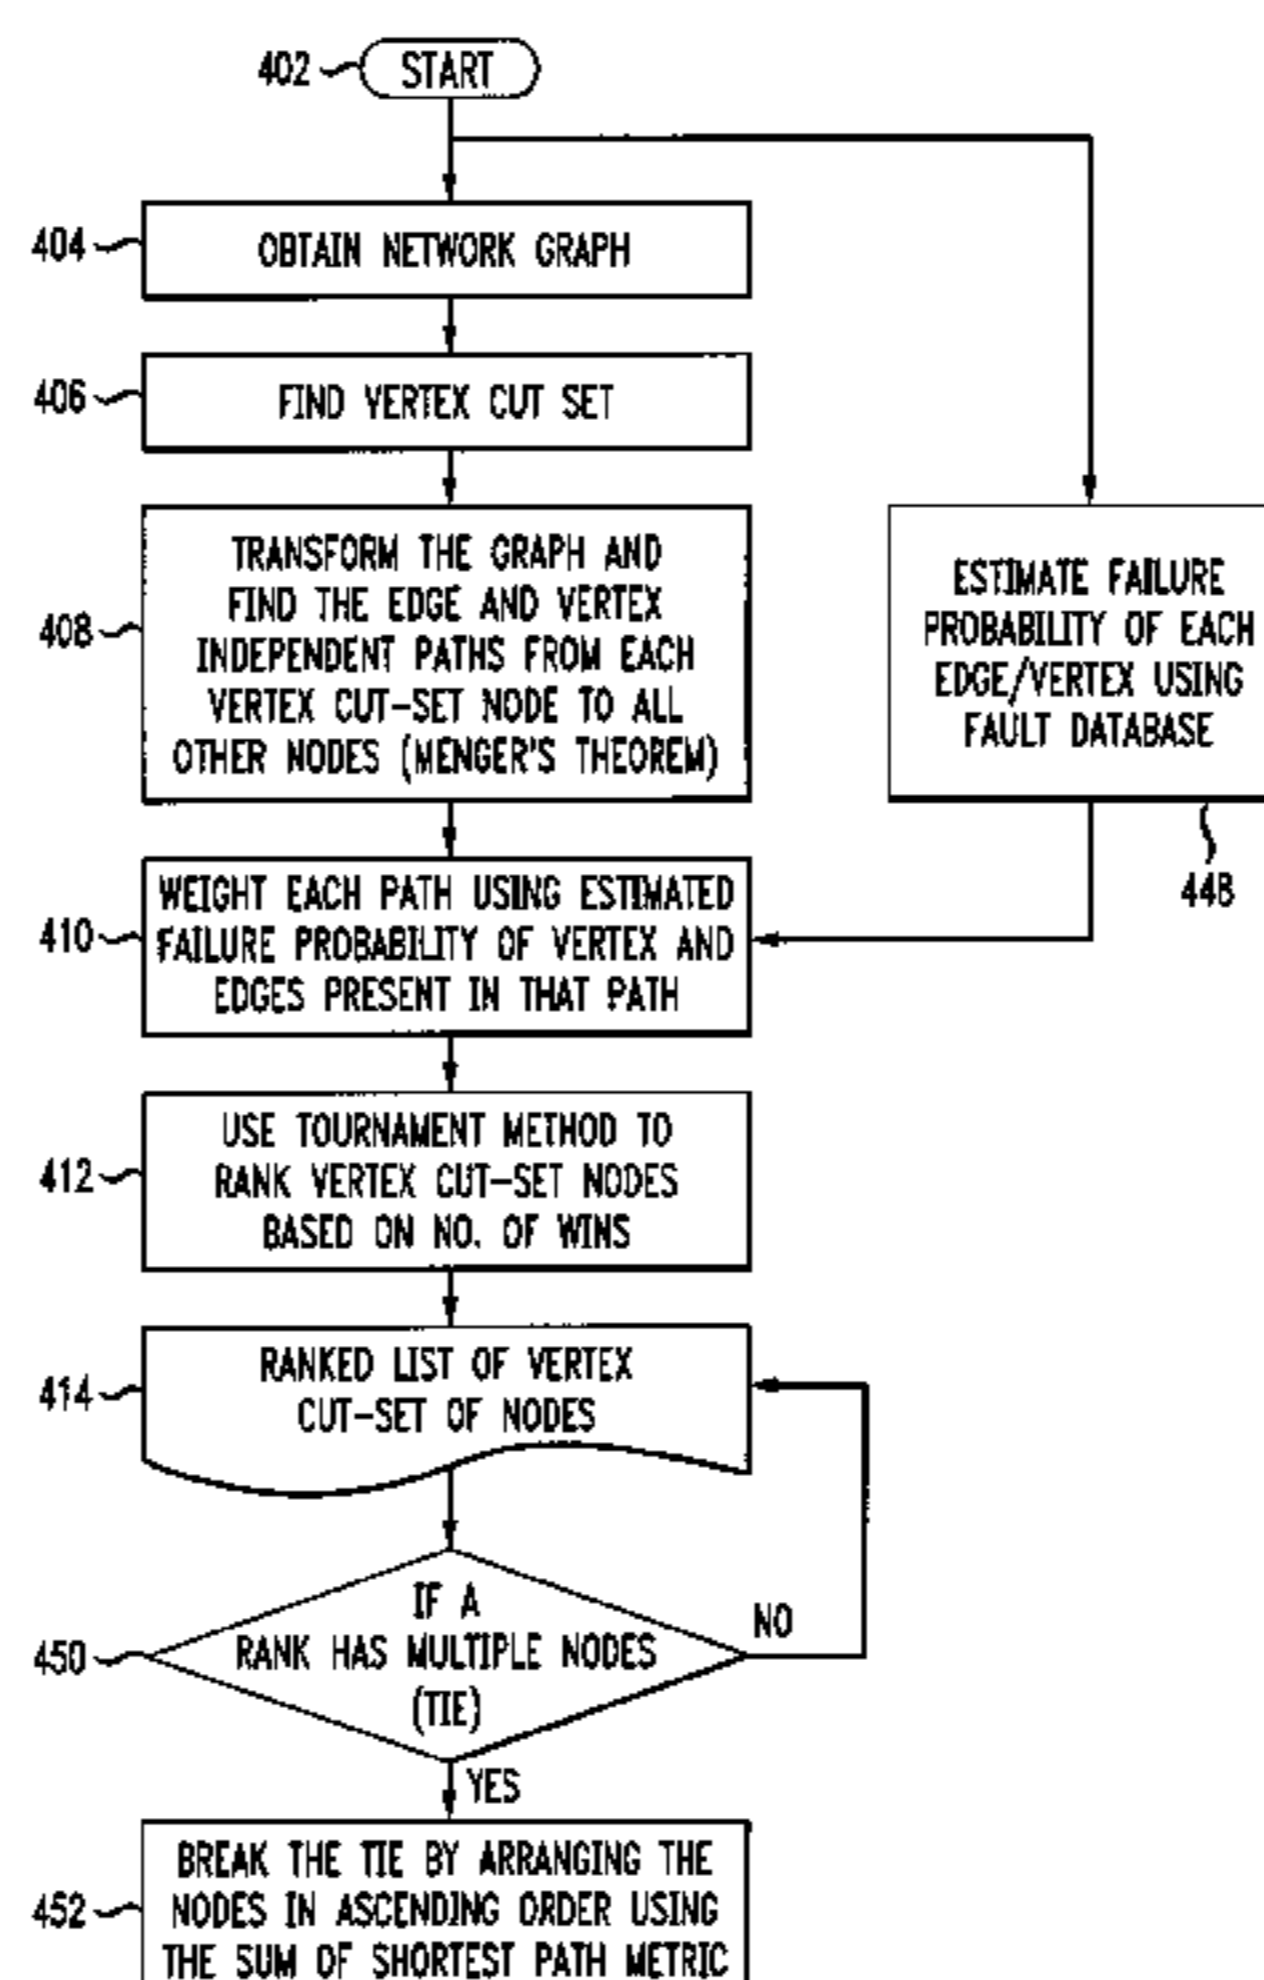 402
START
404
OBTAIN NETWORK GRAPH
406
FIND VERTEX CUT SET
408
TRANSFORM THE GRAPH AND
FIND THE EDGE AND VERTEX
INDEPENDENT PATHS FROM EACH
VERTEX CUT-SET NODE TO ALL
OTHER NODES (MENGER'S THEOREM)
ESTIMATE FAILURE
PROBABILITY OF EACH
EDGE/VERTEX USING
FAULT DATABASE
448
410
WEIGHT EACH PATH USING ESTIMATED
FAILURE PROBABILITY OF VERTEX AND
EDGES PRESENT IN THAT PATH
412
USE TOURNAMENT METHOD TO
RANK VERTEX CUT-SET NODES
BASED ON NO. OF WINS
414
RANKED LIST OF VERTEX
CUT-SET OF NODES
450
IF A
RANK HAS MULTIPLE NODES
(TIE)
NO
YES
452
BREAK THE TIE BY ARRANGING THE
NODES IN ASCENDING ORDER USING
THE SUM OF SHORTEST PATH METRIC